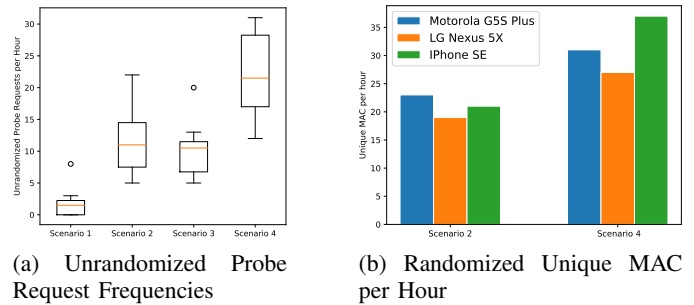 Unrandomized Probe Requests per Hour
30
25
20
15
10
5
0
Scenario 1 Scenario 2 Scenario 3 Scenario 4
(a) Unrandomized Probe
Request Frequencies
Unique MAC per hour
35
30
25
20
15
10
5
0
Motorola G5S Plus
LG Nexus 5X
IPhone SE
Scenario 2 Scenario 4
(b) Randomized Unique MAC
per Hour